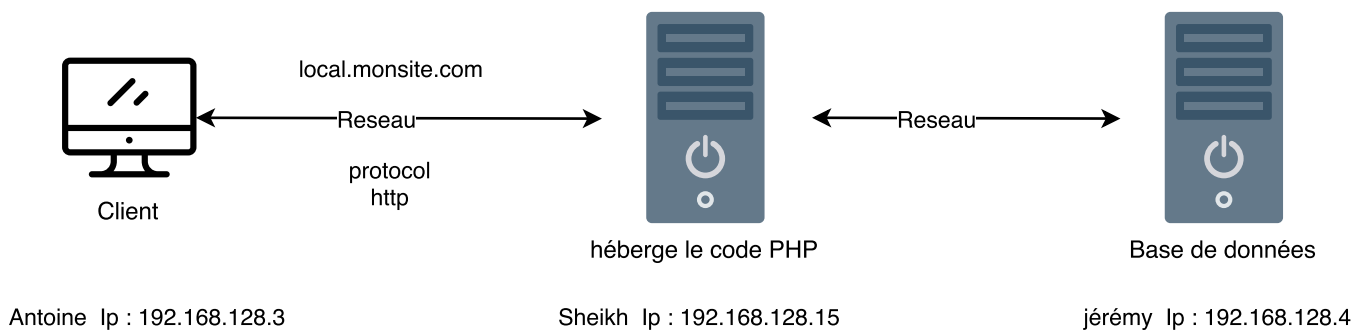 local.monsite.com
Reseau
Reseau
protocol
http
Client
héberge le code PHP
Base de données
Antoine Ip : 192.168.128.3
Sheikh Ip : 192.168.128.15
jérémy Ip : 192.168.128.4